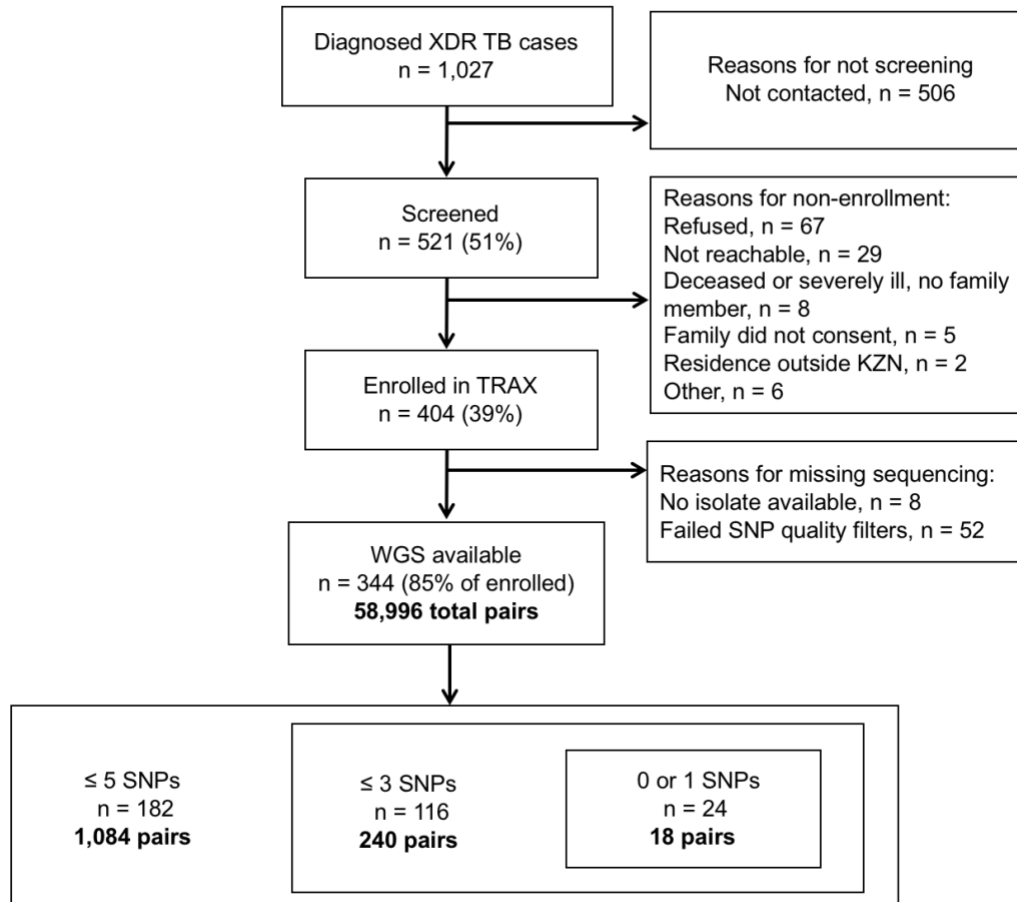 Diagnosed XDR TB cases
n = 1,027
Reasons for not screening
Not contacted, n = 506
Screened
n = 521 (51%)
Reasons for non-enrollment:
Refused, n = 67
Not reachable, n = 29
Deceased or severely ill, no family
member, n = 8
Family did not consent, n = 5
Residence outside KZN, n = 2
Other, n = 6
Enrolled in TRAX
n = 404 (39%)
Reasons for missing sequencing:
No isolate available, n = 8
Failed SNP quality filters, n = 52
WGS available
n = 344 (85% of enrolled)
58,996 total pairs
≤ 5 SNPs
n = 182
1,084 pairs
≤ 3 SNPs
n = 116
240 pairs
0 or 1 SNPs
n = 24
18 pairs